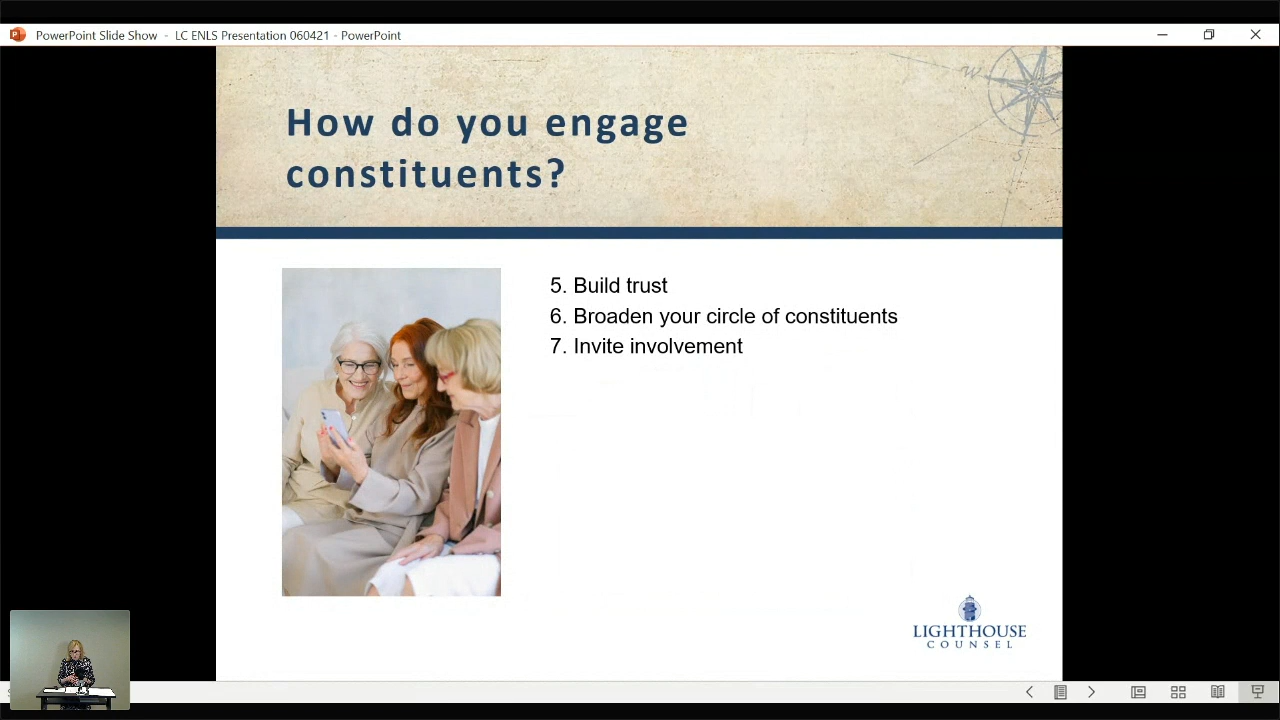 PowerPoint Slide Show - LC ENLS Presentation 060421 - PowerPoint
W
S
How do you engage
constituents?
5. Build trust
6. Broaden your circle of constituents
7. Invite involvement
LIGHTHOUSE
COUNSEL